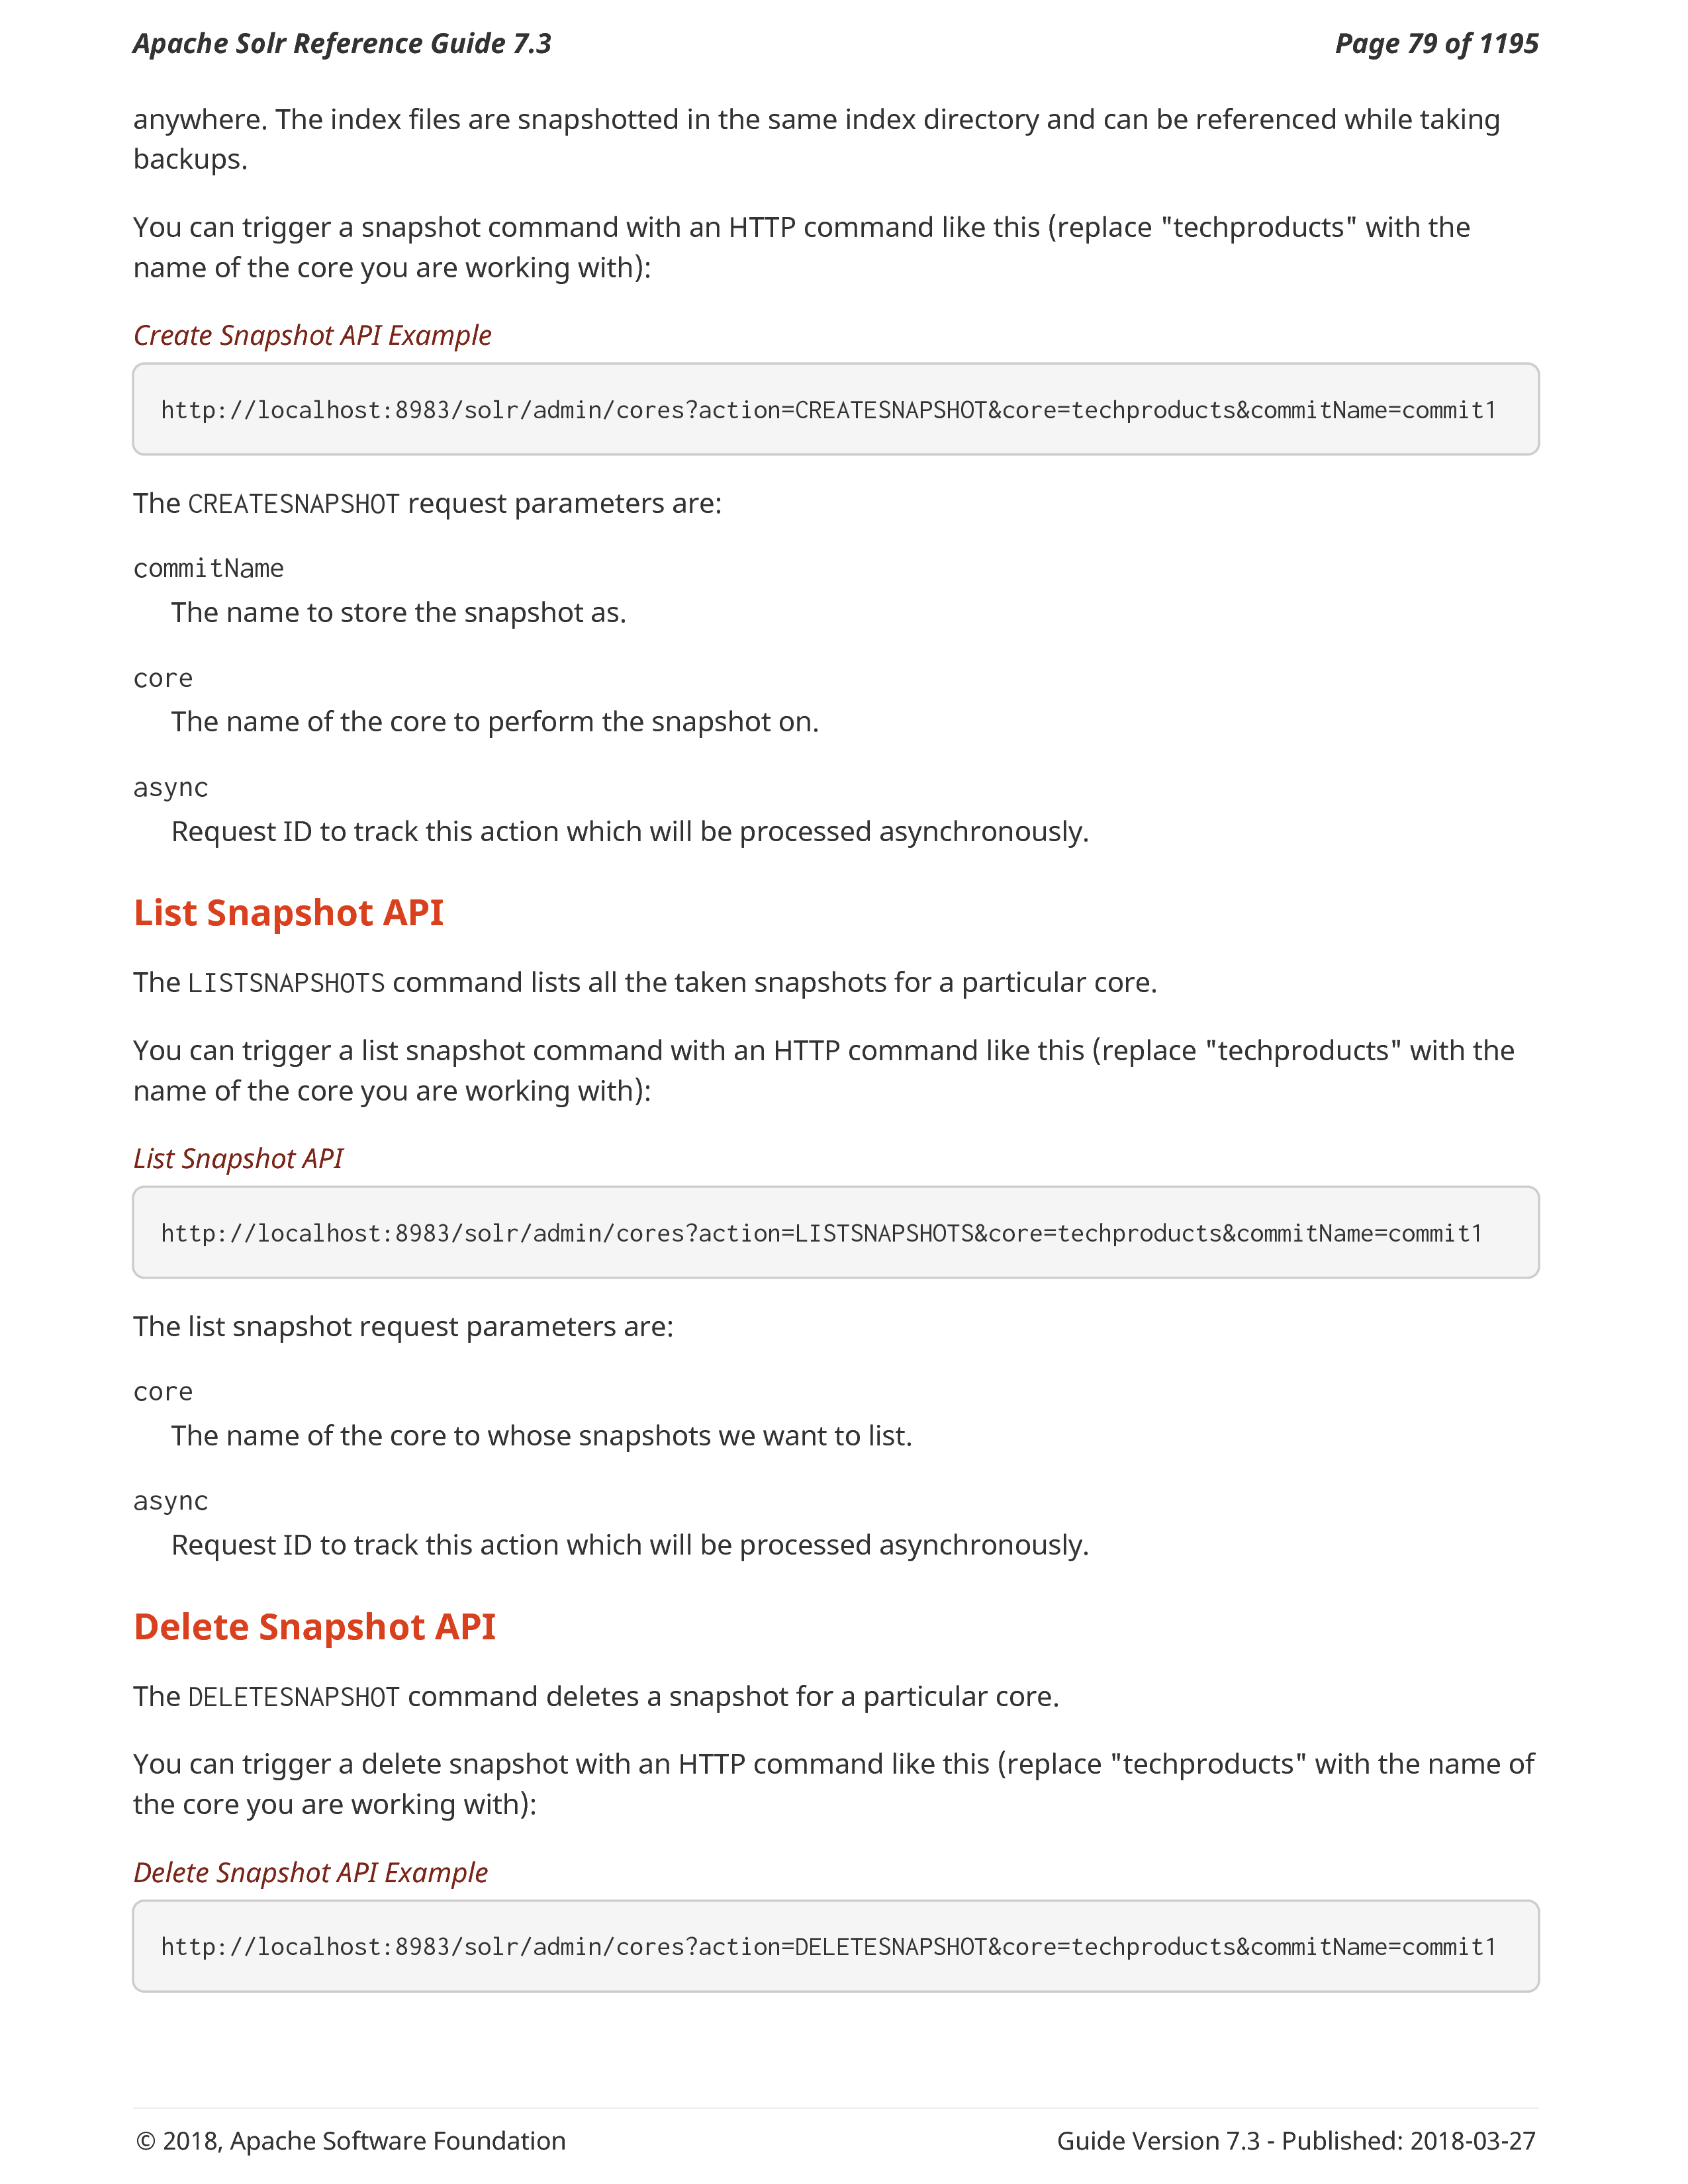 Apache Solr Reference Guide 7.3 Page 79 of 1195
anywhere. The index files are snapshotted in the same index directory and can be referenced while taking
backups.
You can trigger a snapshot command with an HTTP command like this (replace "techproducts" with the
name of the core you are working with):
Create Snapshot API Example
http://localhost:8983/solr/admin/cores?action=CREATESNAPSHOT&core=techproducts&commitName=commit1
The CREATESNAPSHOT request parameters are:
commitName
The name to store the snapshot as.
core
The name of the core to perform the snapshot on.
async
Request ID to track this action which will be processed asynchronously.
List Snapshot API
The LISTSNAPSHOTS command lists all the taken snapshots for a particular core.
You can trigger a list snapshot command with an HTTP command like this (replace "techproducts" with the
name of the core you are working with):
List Snapshot API
http://localhost:8983/solr/admin/cores?action=LISTSNAPSHOTS&core=techproducts&commitName=commit1
The list snapshot request parameters are:
core
The name of the core to whose snapshots we want to list.
async
Request ID to track this action which will be processed asynchronously.
Delete Snapshot API
The DELETESNAPSHOT command deletes a snapshot for a particular core.
You can trigger a delete snapshot with an HTTP command like this (replace "techproducts" with the name of
the core you are working with):
Delete Snapshot API Example
http://localhost:8983/solr/admin/cores?action=DELETESNAPSHOT&core=techproducts&commitName=commit1
© 2018, Apache Software Foundation Guide Version 7.3 - Published: 2018-03-27